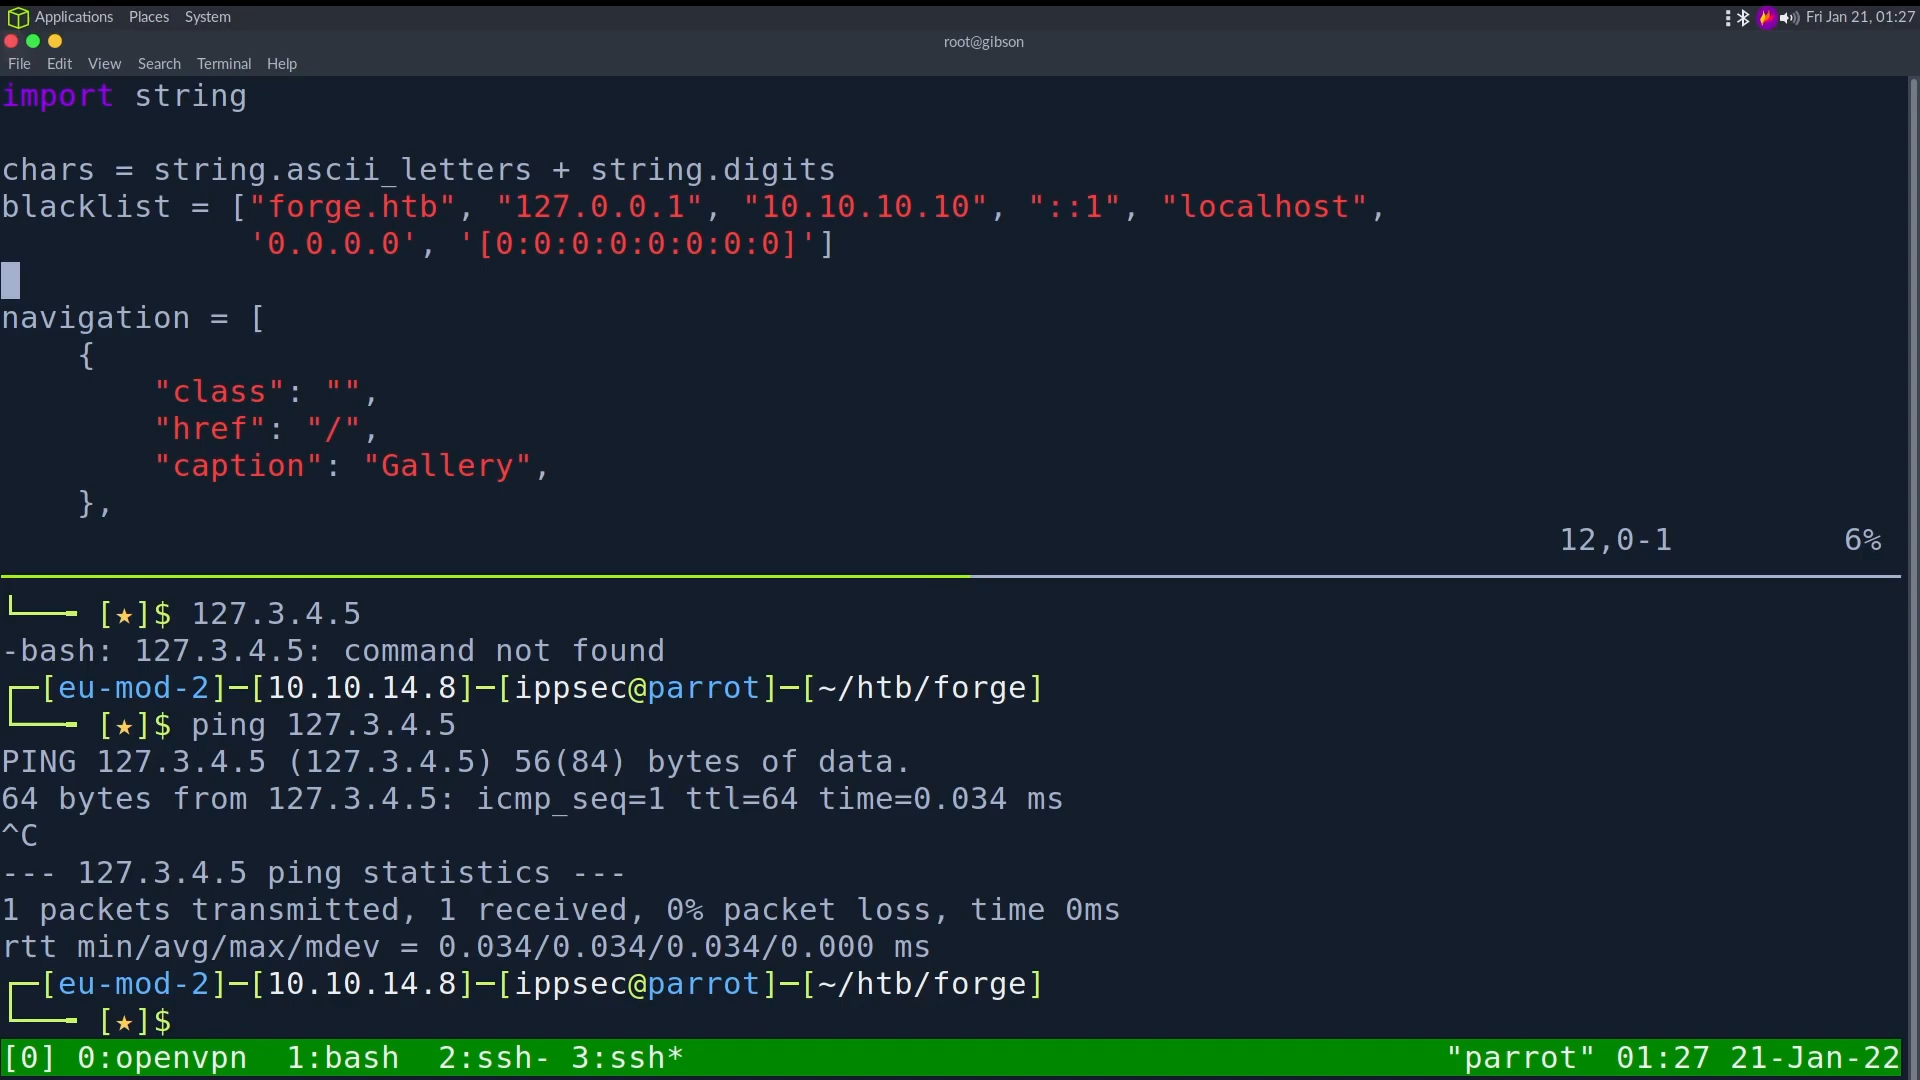 Applications Places System Fri Jan 21, 01:27
root@gibson
File Edit View Search Terminal Help
import string
chars = string.ascii_letters + string.digits
blacklist = ["forge.htb", "127.0.0.1", "10.10.10.10", "::1", "localhost",
             '0.0.0.0', '[0:0:0:0:0:0:0:0]']
navigation = [
    {
        "class": "",
        "href": "/",
        "caption": "Gallery",
    },
12,0-1 6%
└──╼ [★]$ 127.3.4.5
-bash: 127.3.4.5: command not found
┌─[eu-mod-2]─[10.10.14.8]─[ippsec@parrot]─[~/htb/forge]
└──╼ [★]$ ping 127.3.4.5
PING 127.3.4.5 (127.3.4.5) 56(84) bytes of data.
64 bytes from 127.3.4.5: icmp_seq=1 ttl=64 time=0.034 ms
^C
--- 127.3.4.5 ping statistics ---
1 packets transmitted, 1 received, 0% packet loss, time 0ms
rtt min/avg/max/mdev = 0.034/0.034/0.034/0.000 ms
┌─[eu-mod-2]─[10.10.14.8]─[ippsec@parrot]─[~/htb/forge]
└──╼ [★]$
[0] 0:openvpn  1:bash  2:ssh- 3:ssh* "parrot" 01:27 21-Jan-22